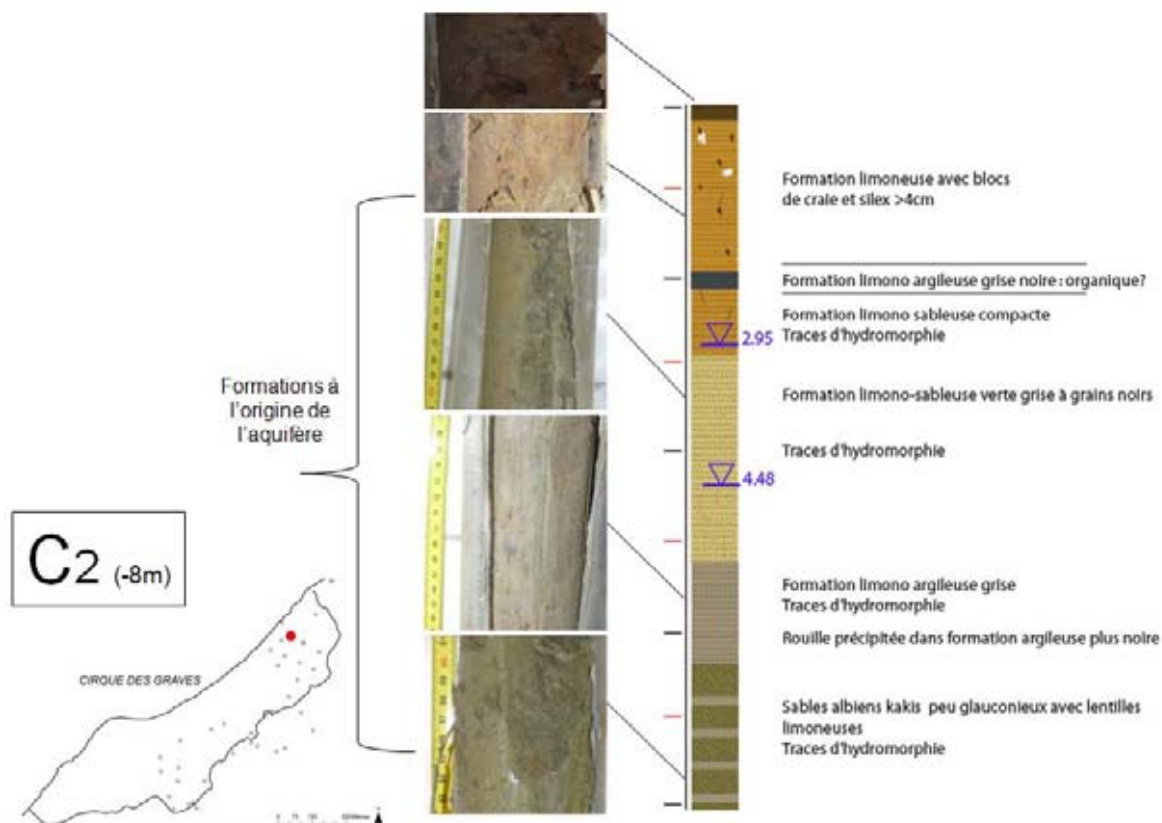 Formation limoneuse avec blocs
de craie et silex >4cm
Formation limono argileuse grise noire : organique?
Formation limono sableuse compacte
Traces d'hydromorphie
2.95
Formation limono-sableuse verte grise à grains noirs
Traces d'hydromorphie
4.48
Formations à
l'origine de
l'aquifère
C2 (-8m)
Formation limono argileuse grise
Traces d'hydromorphie
Rouille précipitée dans formation argileuse plus noire
CIRQUE DES GRAVES
Sables albiens kakis peu glauconieux avec lentilles
limoneuses
Traces d'hydromorphie